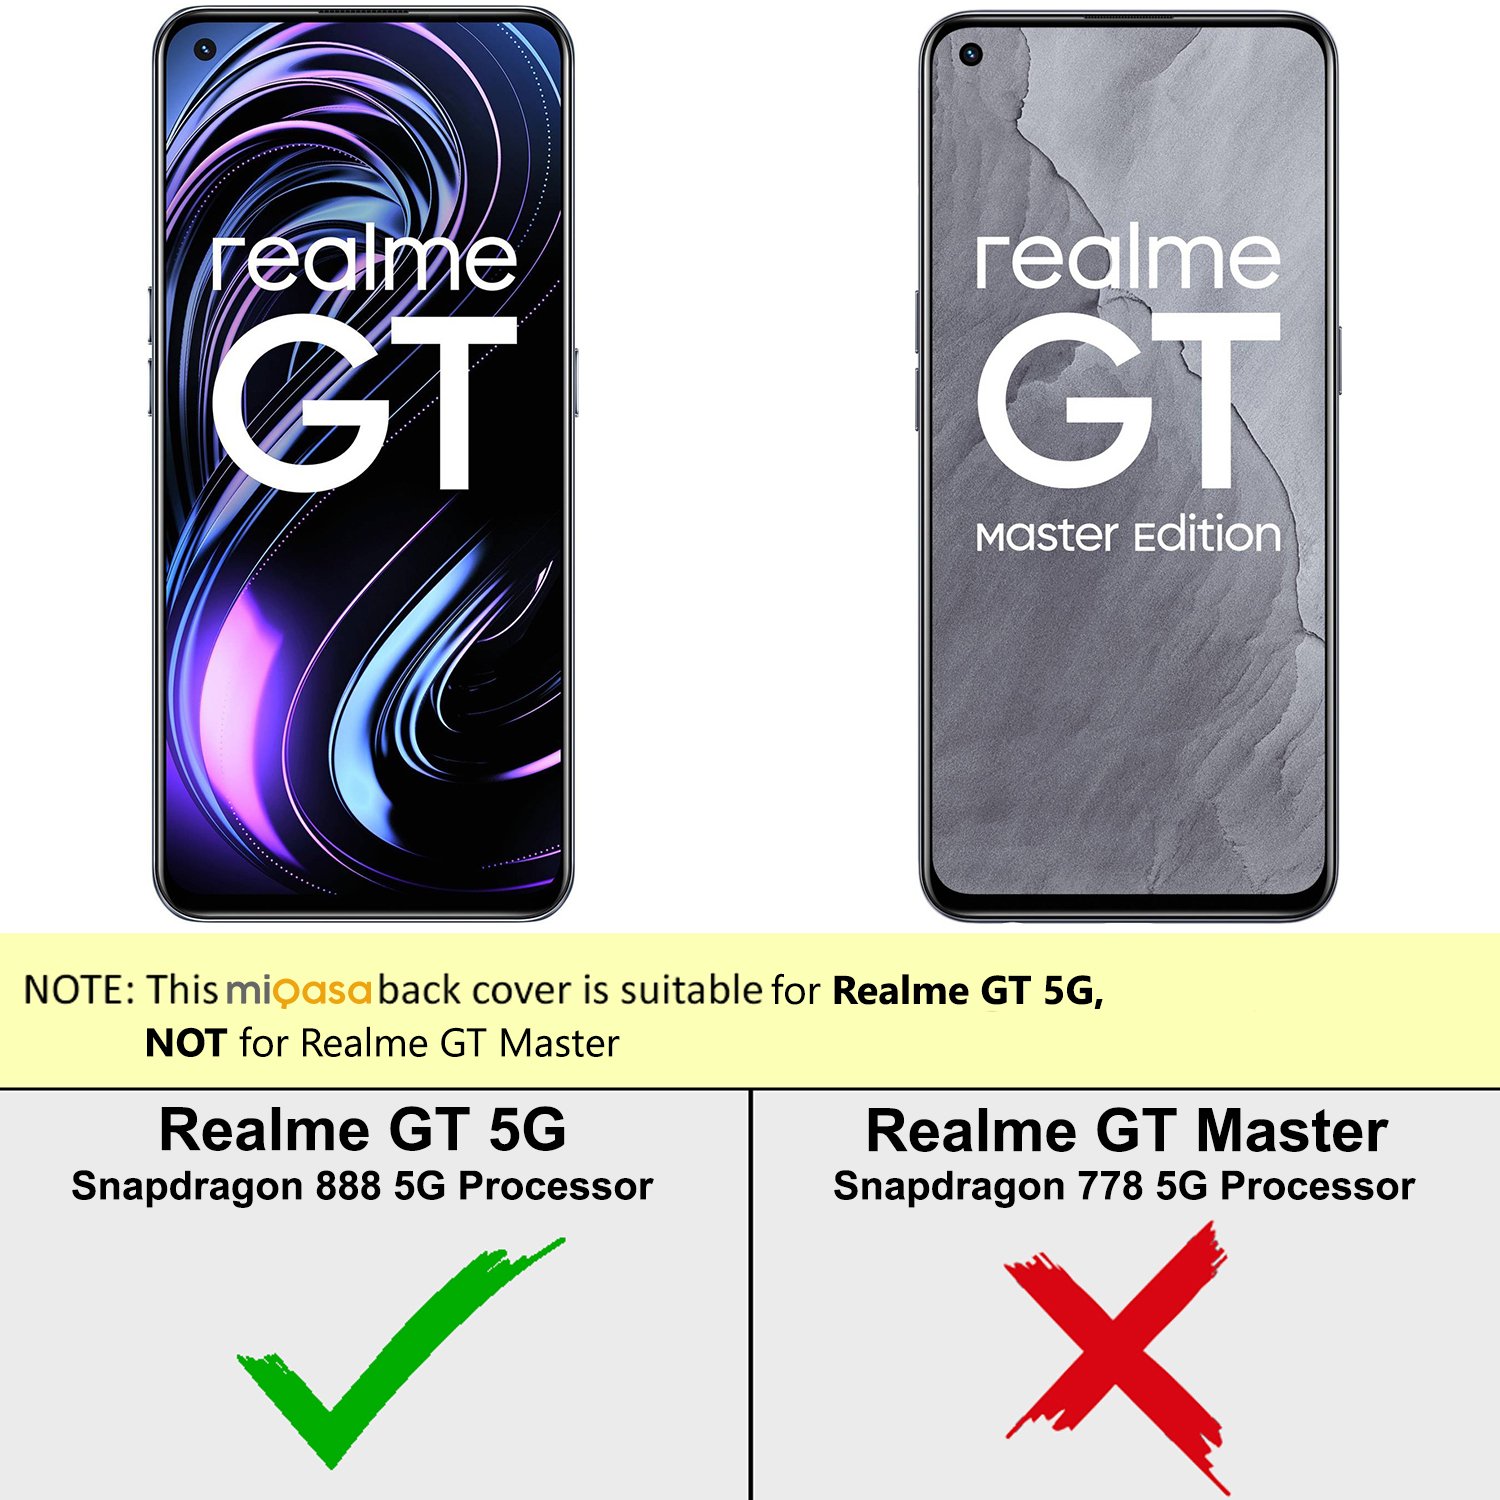 realme
GT
realme
GT
Master Edition
NOTE: This miQasa back cover is suitable for Realme GT 5G,
NOT for Realme GT Master
Realme GT 5G
Snapdragon 888 5G Processor
Realme GT Master
Snapdragon 778 5G Processor